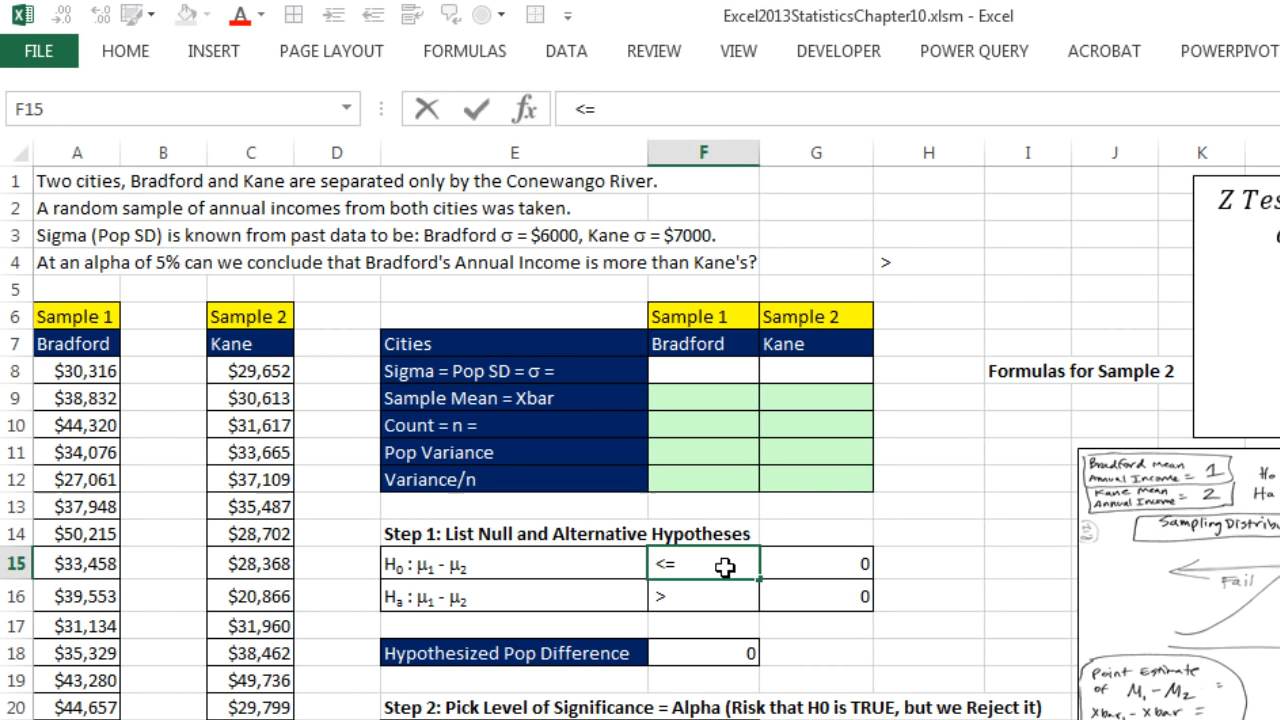 Excel2013StatisticsChapter10.xlsm - Excel
FILE HOME INSERT PAGE LAYOUT FORMULAS DATA REVIEW VIEW DEVELOPER POWER QUERY ACROBAT POWERPIVOT
F15 fx <=
A B C D E F G H I J K
1 Two cities, Bradford and Kane are separated only by the Conewango River.
2 A random sample of annual incomes from both cities was taken.
3 Sigma (Pop SD) is known from past data to be: Bradford σ = $6000, Kane σ = $7000.
4 At an alpha of 5% can we conclude that Bradford's Annual Income is more than Kane's? >
5
6 Sample 1 Sample 2 Sample 1 Sample 2
7 Bradford Kane Cities Bradford Kane
8 $30,316 $29,652 Sigma = Pop SD = σ = Formulas for Sample 2
9 $38,832 $30,613 Sample Mean = Xbar
10 $44,320 $31,617 Count = n =
11 $34,076 $33,665 Pop Variance
12 $27,061 $37,109 Variance/n
13 $37,948 $35,487
14 $50,215 $28,702 Step 1: List Null and Alternative Hypotheses
15 $33,458 $28,368 H₀ : µ₁ - µ₂ <= 0
16 $39,553 $20,866 Hₐ : µ₁ - µ₂ > 0
17 $31,134 $31,960
18 $35,329 $38,462 Hypothesized Pop Difference 0
19 $43,280 $49,736
20 $44,657 $29,799 Step 2: Pick Level of Significance = Alpha (Risk that H0 is TRUE, but we Reject it)
Z Tes
Bradford Mean
Annual Income = 1 Ho
Kane Mean Ha
Annual Income = 2
Sampling Distribu
Fail
Point Estimate
of M₁ - M₂ =
xbar₁ - xbar =